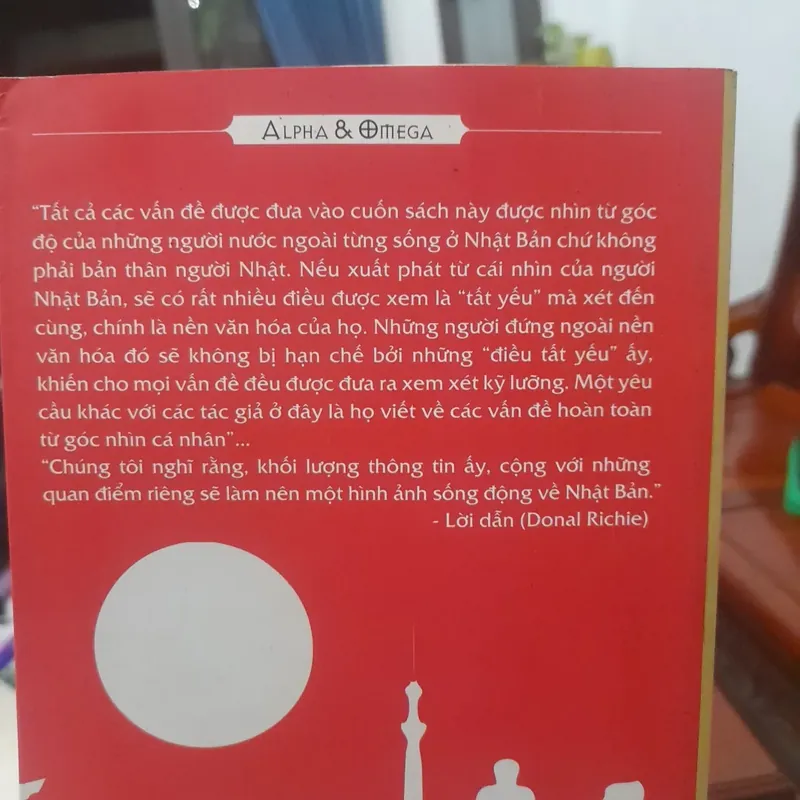 ALPHA & OMEGA
“Tất cả các vấn đề được đưa vào cuốn sách này được nhìn từ góc
độ của những người nước ngoài từng sống ở Nhật Bản chứ không
phải bản thân người Nhật. Nếu xuất phát từ cái nhìn của người
Nhật Bản, sẽ có rất nhiều điều được xem là “tất yếu” mà xét đến
cùng, chính là nền văn hóa của họ. Những người đứng ngoài nền
văn hóa đó sẽ không bị hạn chế bởi những “điều tất yếu” ấy,
khiến cho mọi vấn đề đều được đưa ra xem xét kỹ lưỡng. Một yêu
cầu khác với các tác giả ở đây là họ viết về các vấn đề hoàn toàn
từ góc nhìn cá nhân”...
“Chúng tôi nghĩ rằng, khối lượng thông tin ấy, cộng với những
quan điểm riêng sẽ làm nên một hình ảnh sống động về Nhật Bản.”
- Lời dẫn (Donal Richie)